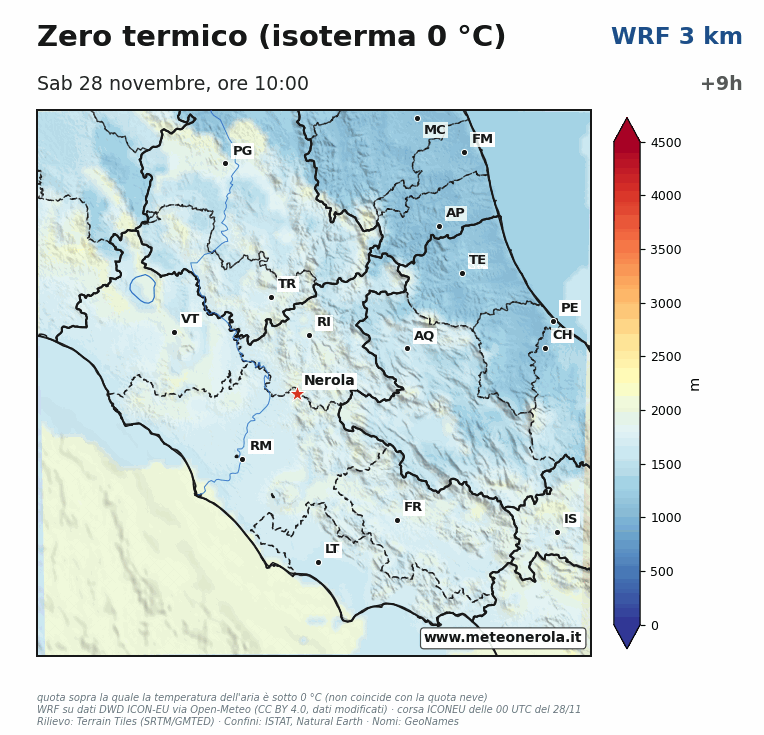 Zero termico (isoterma 0 °C)
WRF 3 km
Sab 28 novembre, ore 10:00
+9h
MC
FM
PG
AP
TE
TR
PE
VT
RI
AQ
CH
Nerola
RM
FR
IS
LT
www.meteonerola.it
4500
4000
3500
3000
2500
2000
1500
1000
500
0
m
quota sopra la quale la temperatura dell'aria è sotto 0 °C (non coincide con la quota neve)
WRF su dati DWD ICON-EU via Open-Meteo (CC BY 4.0, dati modificati) · corsa ICONEU delle 00 UTC del 28/11
Rilievo: Terrain Tiles (SRTM/GMTED) · Confini: ISTAT, Natural Earth · Nomi: GeoNames